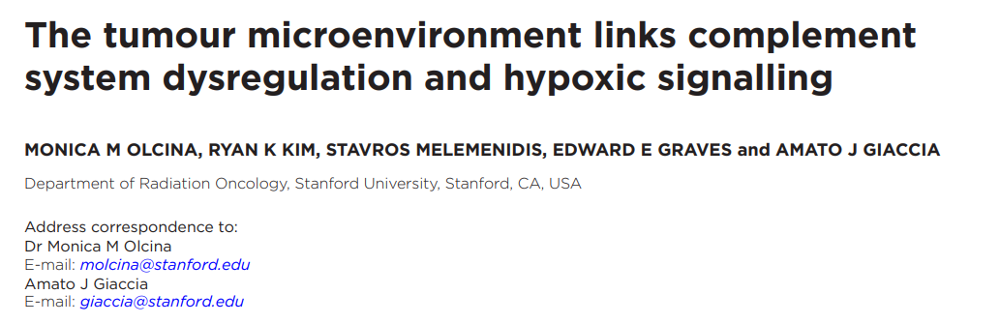 The tumour microenvironment links complement
system dysregulation and hypoxic signalling
MONICA M OLCINA, RYAN K KIM, STAVROS MELEMENIDIS, EDWARD E GRAVES and AMATO J GIACCIA
Department of Radiation Oncology, Stanford University, Stanford, CA, USA
Address correspondence to:
Dr Monica M Olcina
E-mail: molcina@stanford.edu
Amato J Giaccia
E-mail: giaccia@stanford.edu